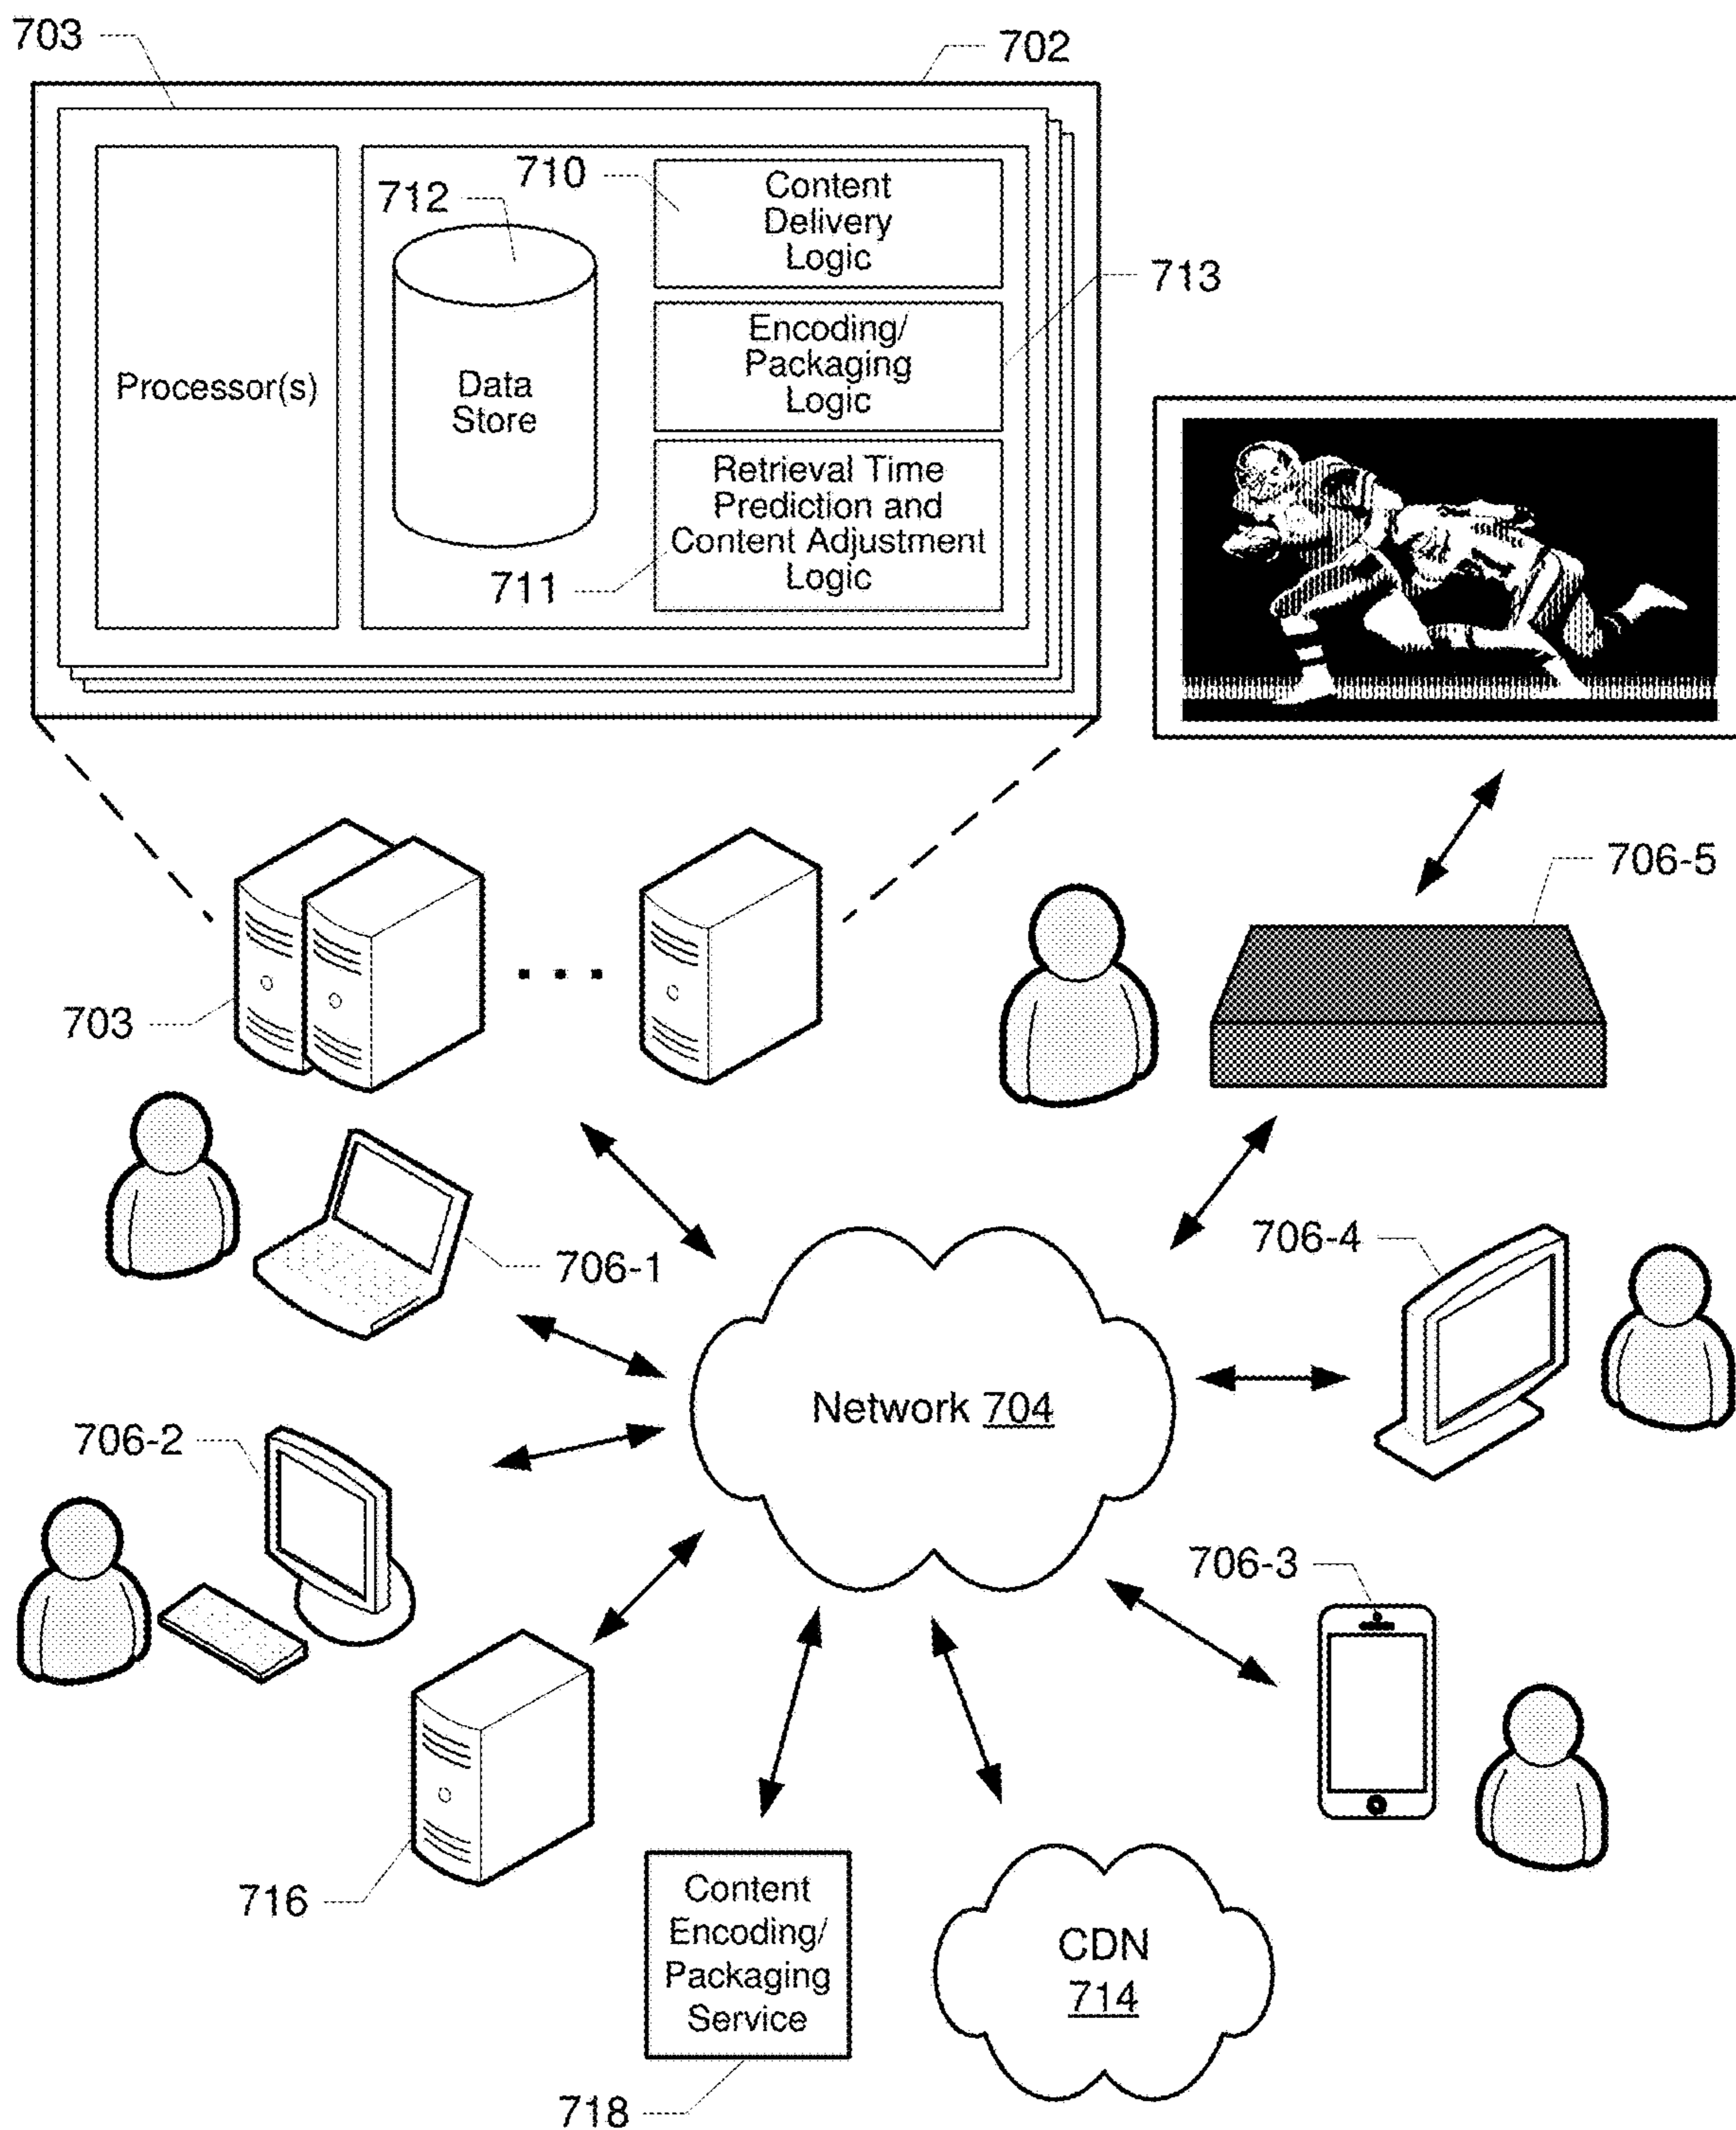 703
702
710
712
Content
Delivery
Logic
713
Encoding/
Packaging
Logic
Processor(s)
Data
Store
Retrieval Time
Prediction and
Content Adjustment
Logic
711
706-5
703
706-1
706-4
Network 704
706-2
706-3
716
Content
Encoding/
Packaging
Service
CDN
714
718